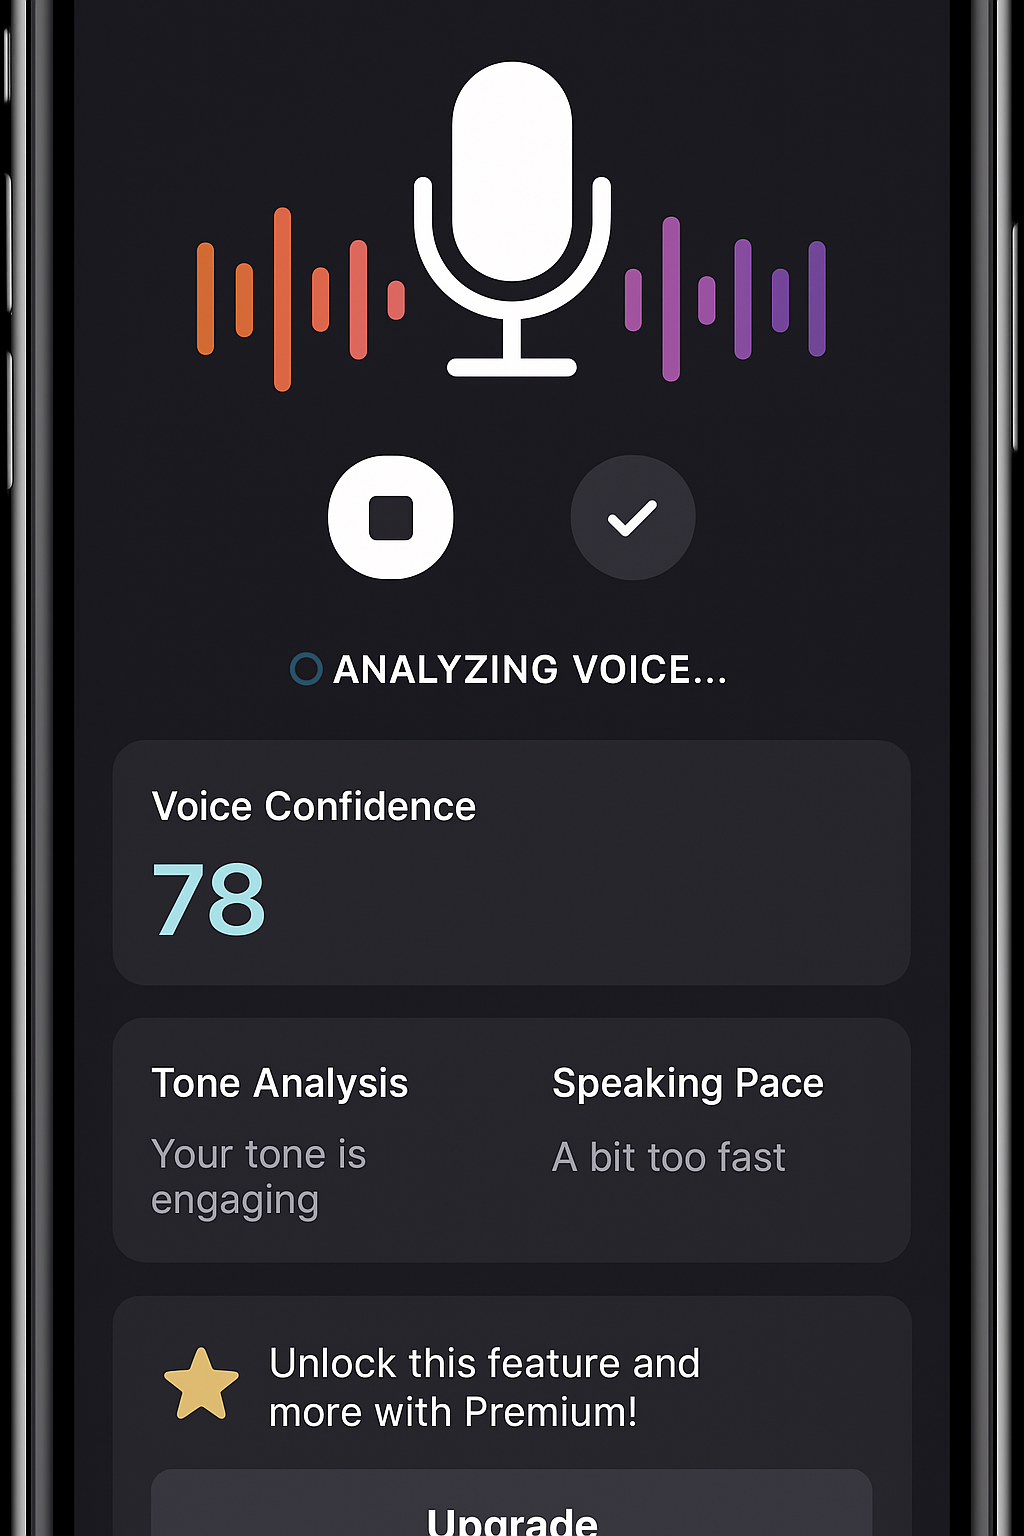 ANALYZING VOICE...
Voice Confidence
78
Tone Analysis
Your tone is
engaging
Speaking Pace
A bit too fast
Unlock this feature and
more with Premium!
Upgrade